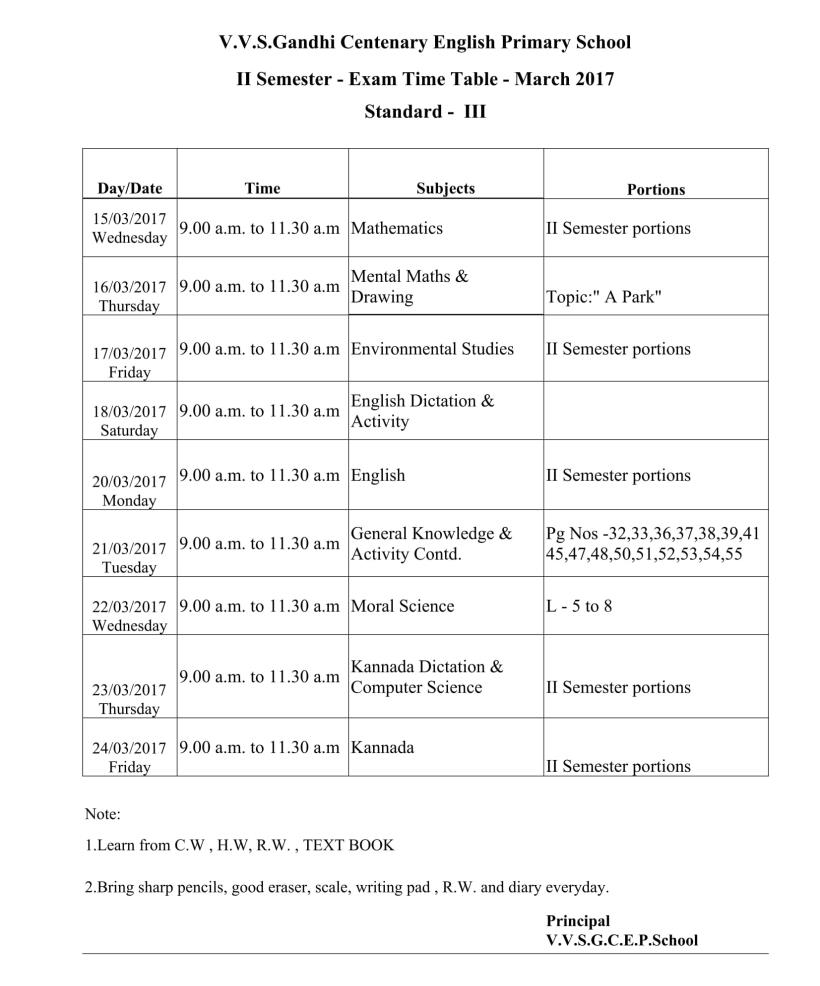 V.V.S.Gandhi Centenary English Primary School
II Semester - Exam Time Table - March 2017
Standard - III
Day/Date Time Subjects Portions
15/03/2017
Wednesday 9.00 a.m. to 11.30 a.m Mathematics II Semester portions
16/03/2017
Thursday 9.00 a.m. to 11.30 a.m Mental Maths &
Drawing Topic:" A Park"
17/03/2017
Friday 9.00 a.m. to 11.30 a.m Environmental Studies II Semester portions
18/03/2017
Saturday 9.00 a.m. to 11.30 a.m English Dictation &
Activity
20/03/2017
Monday 9.00 a.m. to 11.30 a.m English II Semester portions
21/03/2017
Tuesday 9.00 a.m. to 11.30 a.m General Knowledge &
Activity Contd. Pg Nos -32,33,36,37,38,39,41
45,47,48,50,51,52,53,54,55
22/03/2017
Wednesday 9.00 a.m. to 11.30 a.m Moral Science L - 5 to 8
23/03/2017
Thursday 9.00 a.m. to 11.30 a.m Kannada Dictation &
Computer Science II Semester portions
24/03/2017
Friday 9.00 a.m. to 11.30 a.m Kannada II Semester portions
Note:
1.Learn from C.W , H.W, R.W. , TEXT BOOK
2.Bring sharp pencils, good eraser, scale, writing pad , R.W. and diary everyday.
Principal
V.V.S.G.C.E.P.School